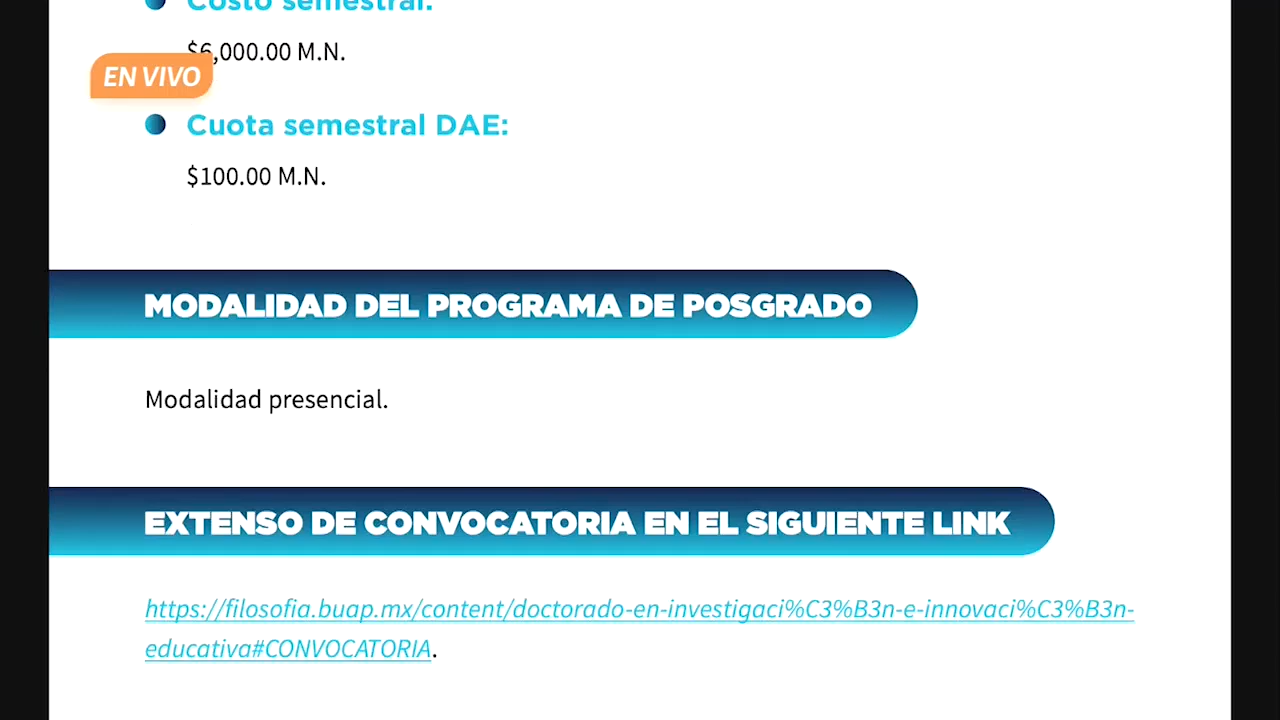 Costo semestral:
$6,000.00 M.N.
EN VIVO
Cuota semestral DAE:
$100.00 M.N.
MODALIDAD DEL PROGRAMA DE POSGRADO
Modalidad presencial.
EXTENSO DE CONVOCATORIA EN EL SIGUIENTE LINK
https://filosofia.buap.mx/content/doctorado-en-investigaci%C3%B3n-e-innovaci%C3%B3n-
educativa#CONVOCATORIA.